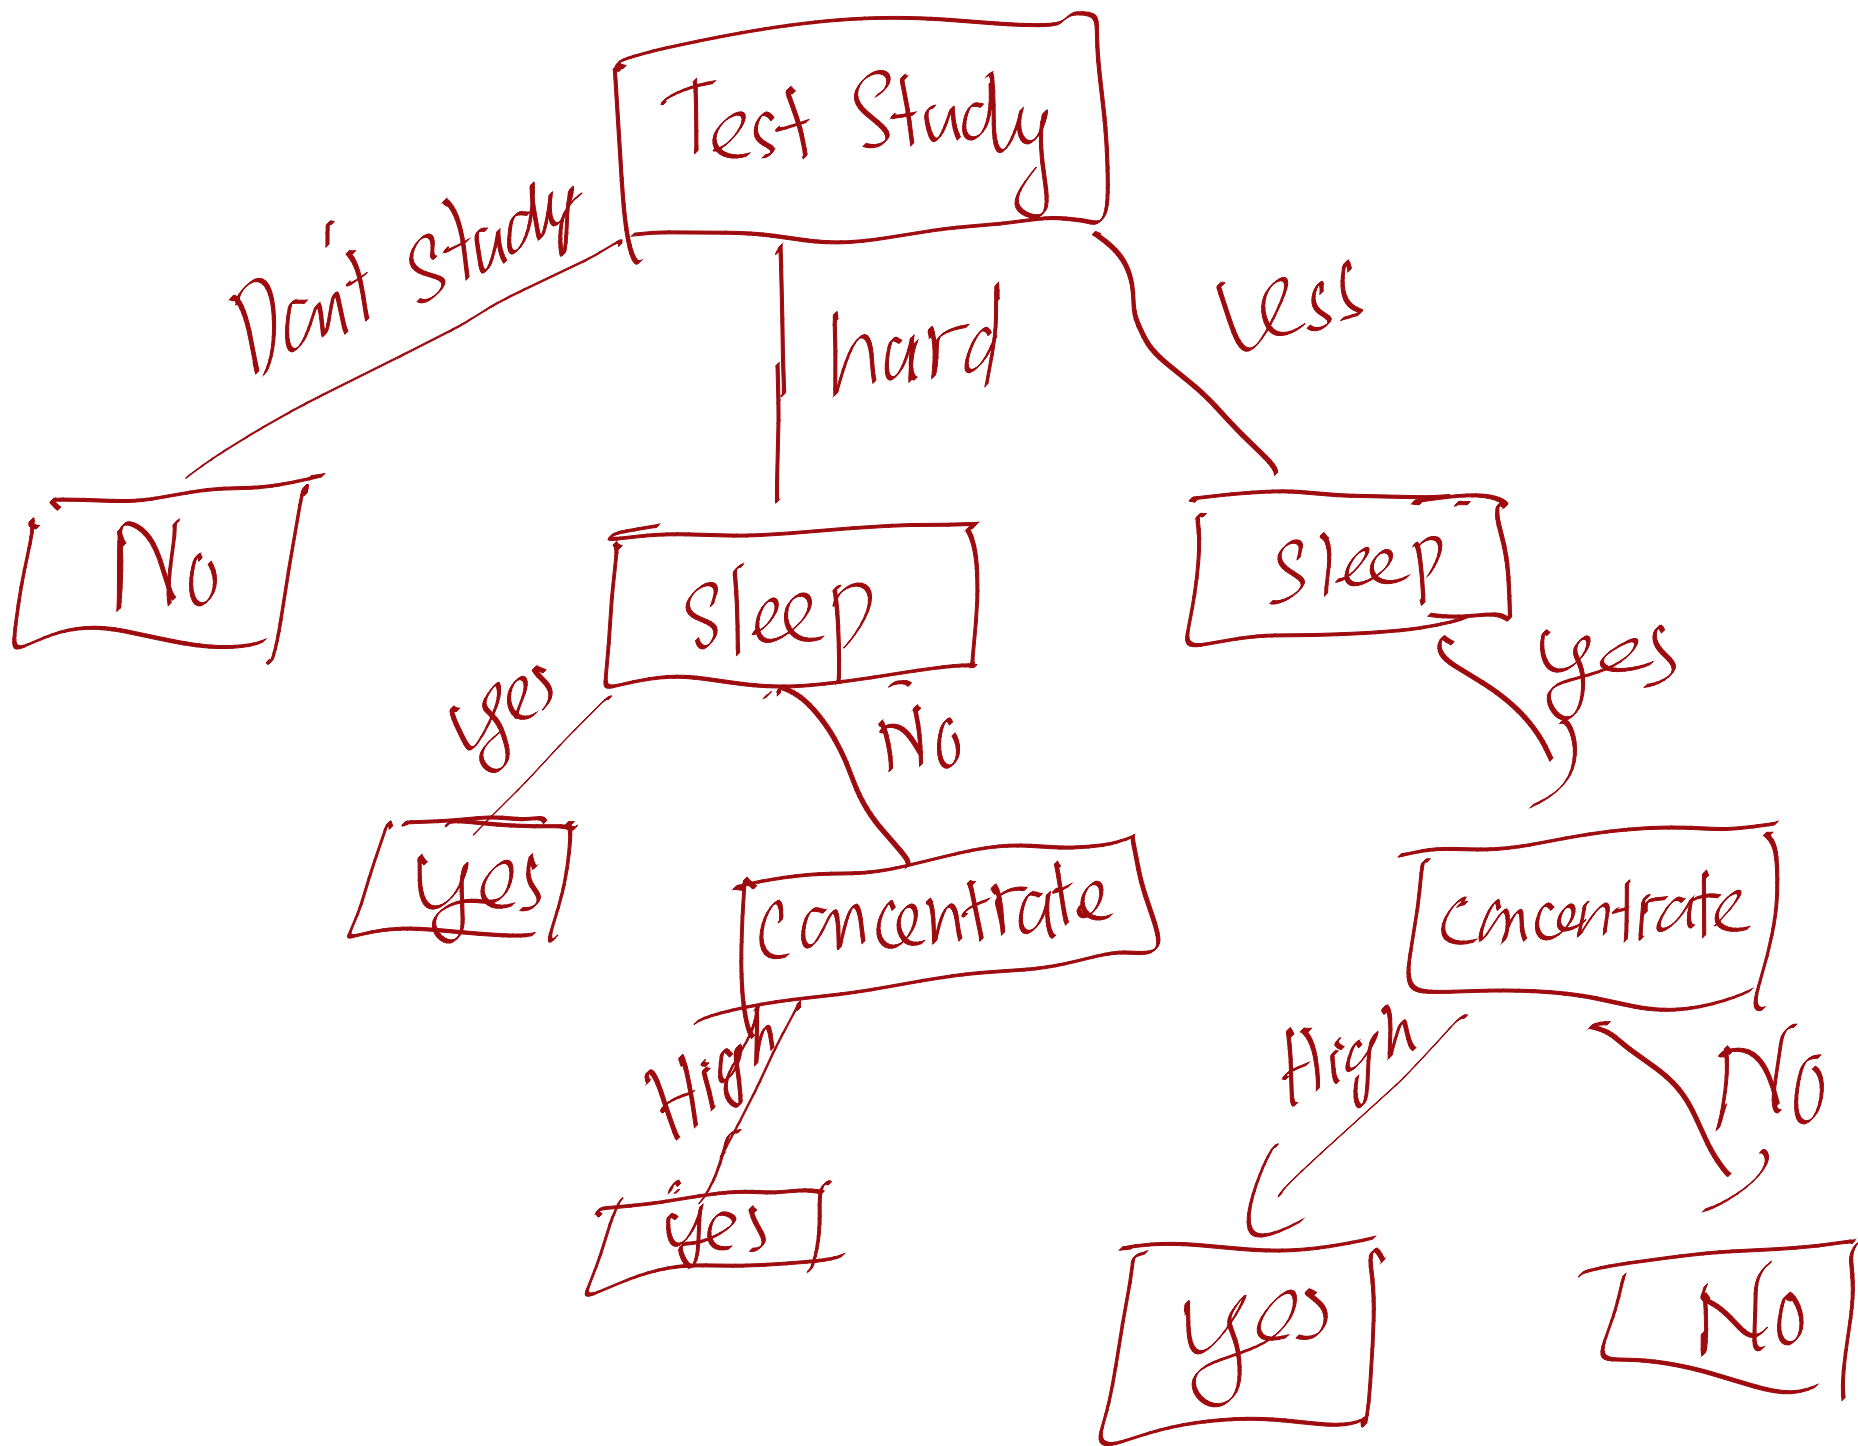 Test Study
Don't study
hard
less
No
sleep
sleep
yes
No
yes
yes
concentrate
concentrate
High
High
No
yes
yes
No